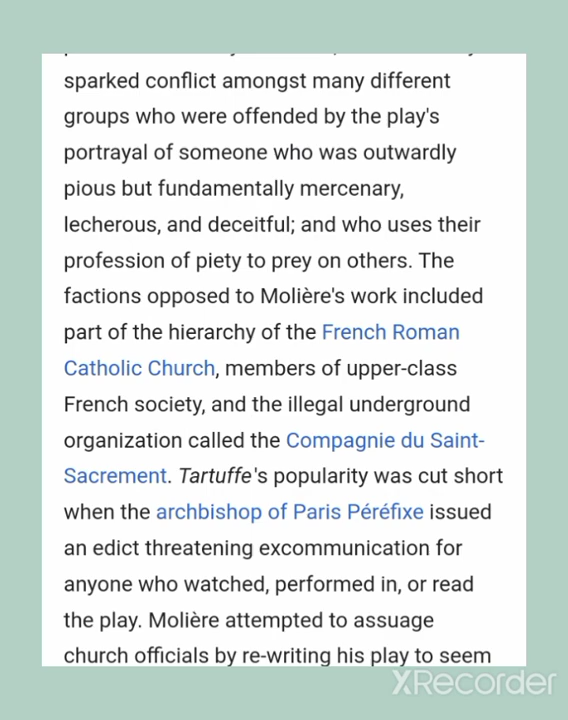 sparked conflict amongst many different
groups who were offended by the play's
portrayal of someone who was outwardly
pious but fundamentally mercenary,
lecherous, and deceitful; and who uses their
profession of piety to prey on others. The
factions opposed to Molière's work included
part of the hierarchy of the French Roman
Catholic Church, members of upper-class
French society, and the illegal underground
organization called the Compagnie du Saint-
Sacrement. Tartuffe's popularity was cut short
when the archbishop of Paris Péréfixe issued
an edict threatening excommunication for
anyone who watched, performed in, or read
the play. Molière attempted to assuage
church officials by re-writing his play to seem
XRecorder